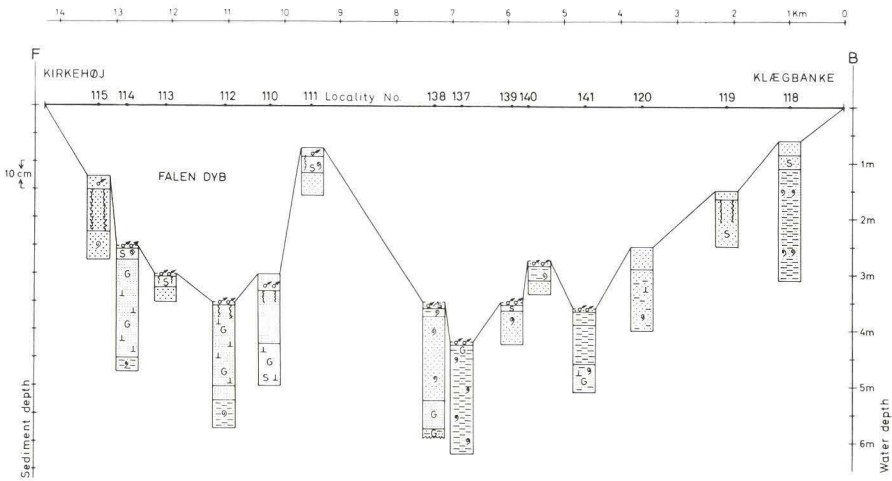 14 13 12 11 10 9 8 7 6 5 4 3 2 1 Km 0
F B
KIRKEHØJ KLÆGBANKE
115 114 113 112 110 111 Locality No. 138 137 139 140 141 120 119 118
10 cm
FALEN DYB
1m
2m
3m
4m
5m
6m
S
S
S
S
S
S
G
G
G
G
G
S
G
G
G
G
Sediment depth
Water depth